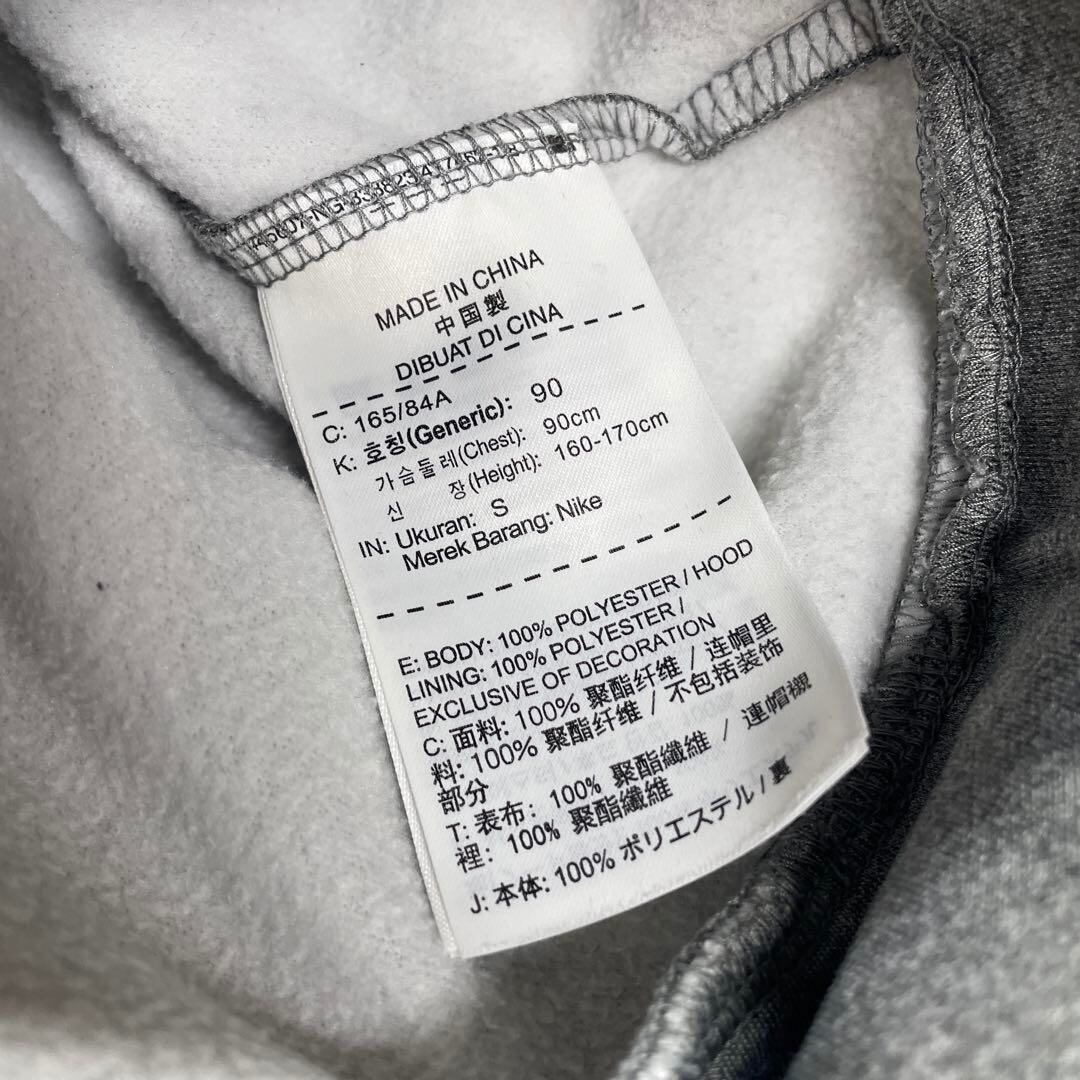 MADE IN CHINA
中国製
DIBUAT DI CINA
C: 165/84A
K: 호칭(Generic): 90
가슴둘레(Chest): 90cm
신 장(Height): 160-170cm
IN: Ukuran: S
Merek Barang: Nike
E: BODY: 100% POLYESTER / HOOD
LINING: 100% POLYESTER /
EXCLUSIVE OF DECORATION
C: 面料: 100% 聚酯纤维 / 连帽里
料: 100% 聚酯纤维 / 不包括装饰
部分
T: 表布: 100% 聚酯纖維 / 連帽襯
裡: 100% 聚酯纖維
J: 本体: 100% ポリエステル / 裏